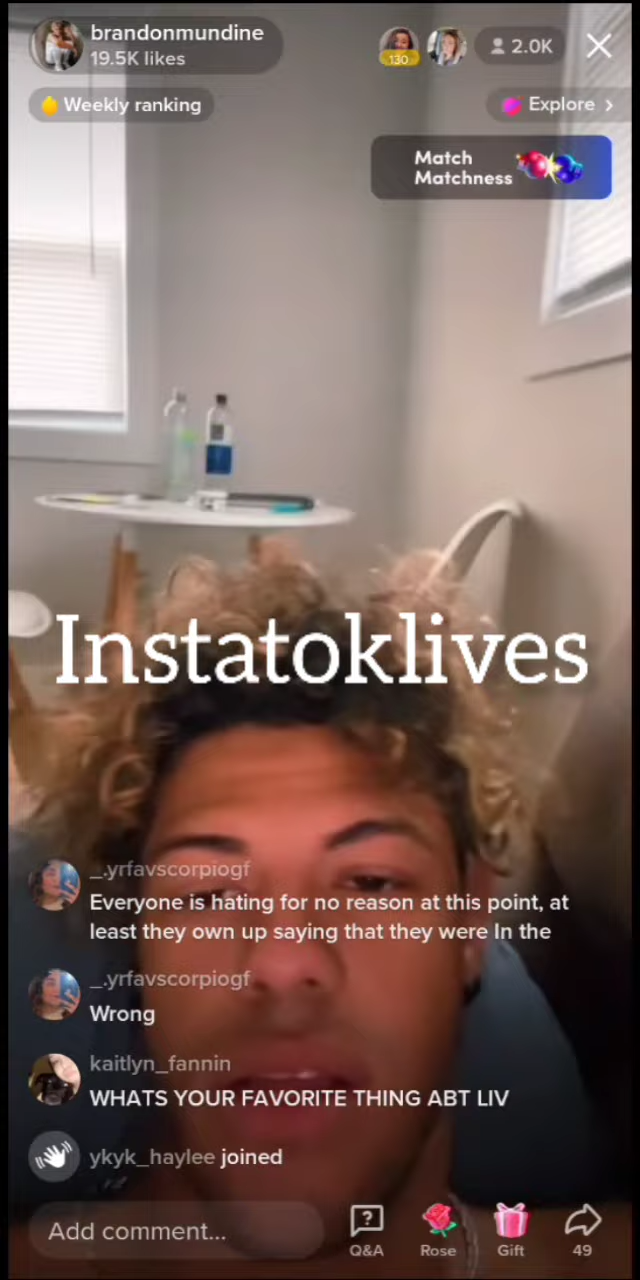 brandonmundine
19.5K likes
130
2.0K
Weekly ranking
Explore
Match
Matchness
Instatoklives
_.yrfavscorpiogf
Everyone is hating for no reason at this point, at
least they own up saying that they were In the
_.yrfavscorpiogf
Wrong
kaitlyn_fannin
WHATS YOUR FAVORITE THING ABT LIV
ykyk_haylee joined
Add comment...
Q&A
Rose
Gift
49